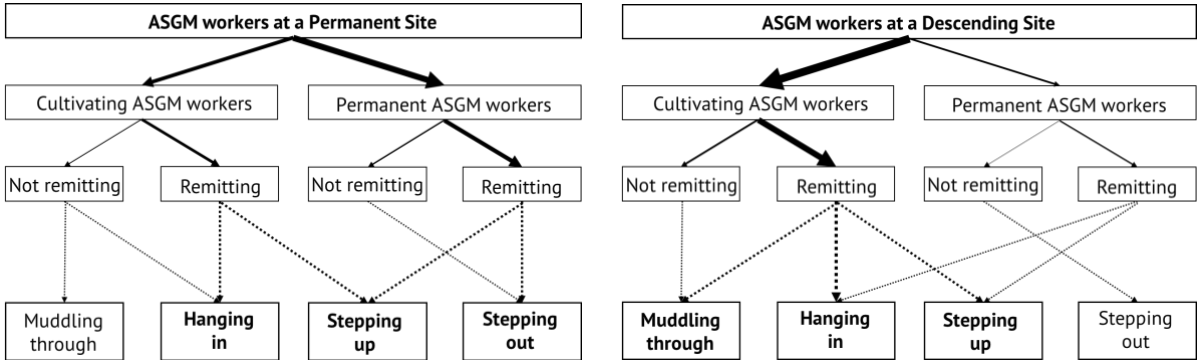 ASGM workers at a Permanent Site
Cultivating ASGM workers
Permanent ASGM workers
Not remitting
Remitting
Not remitting
Remitting
Muddling
through
Hanging
in
Stepping
up
Stepping
out
ASGM workers at a Descending Site
Cultivating ASGM workers
Permanent ASGM workers
Not remitting
Remitting
Not remitting
Remitting
Muddling
through
Hanging
in
Stepping
up
Stepping
out